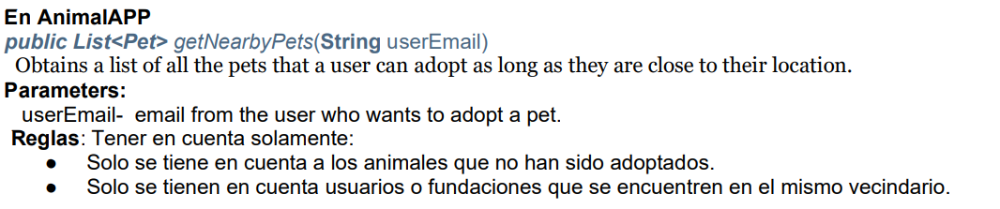 En AnimalAPP
public List<Pet> getNearbyPets(String userEmail)
Obtains a list of all the pets that a user can adopt as long as they are close to their location.
Parameters:
userEmail- email from the user who wants to adopt a pet.
Reglas: Tener en cuenta solamente:
● Solo se tiene en cuenta a los animales que no han sido adoptados.
● Solo se tienen en cuenta usuarios o fundaciones que se encuentren en el mismo vecindario.